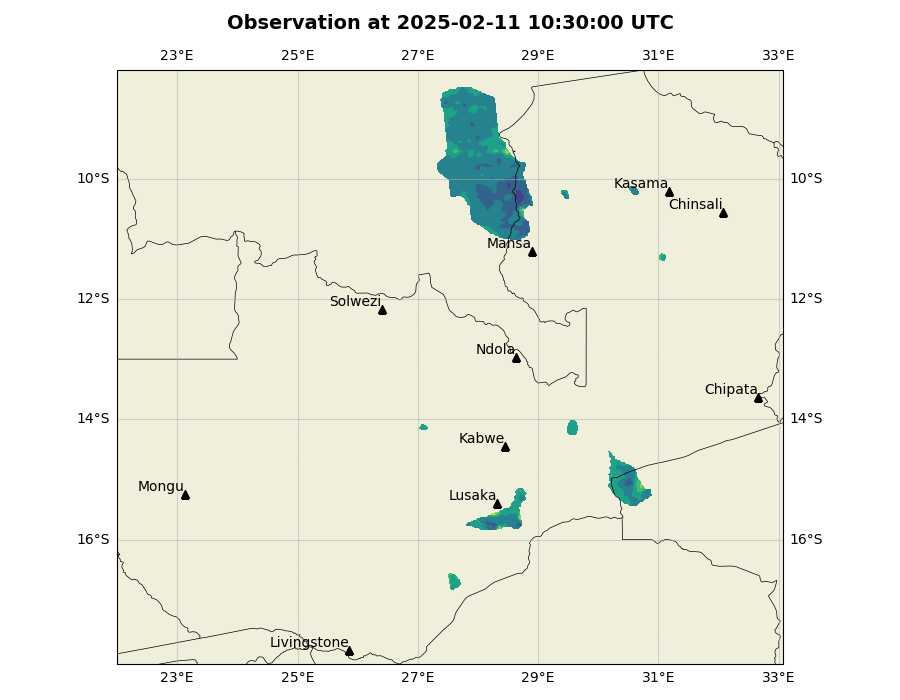 Observation at 2025-02-11 10:30:00 UTC
23°E 25°E 27°E 29°E 31°E 33°E
10°S 10°S
Kasama
Chinsali
Mansa
12°S 12°S
Solwezi
Ndola
Chipata
14°S 14°S
Kabwe
Mongu
Lusaka
16°S 16°S
Livingstone
23°E 25°E 27°E 29°E 31°E 33°E